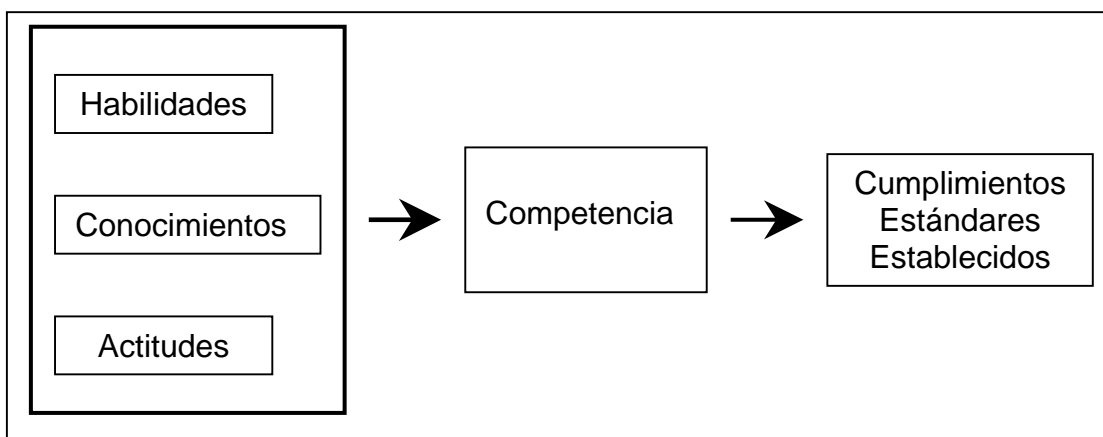 Habilidades
Conocimientos
Actitudes
Competencia
Cumplimientos
Estándares
Establecidos